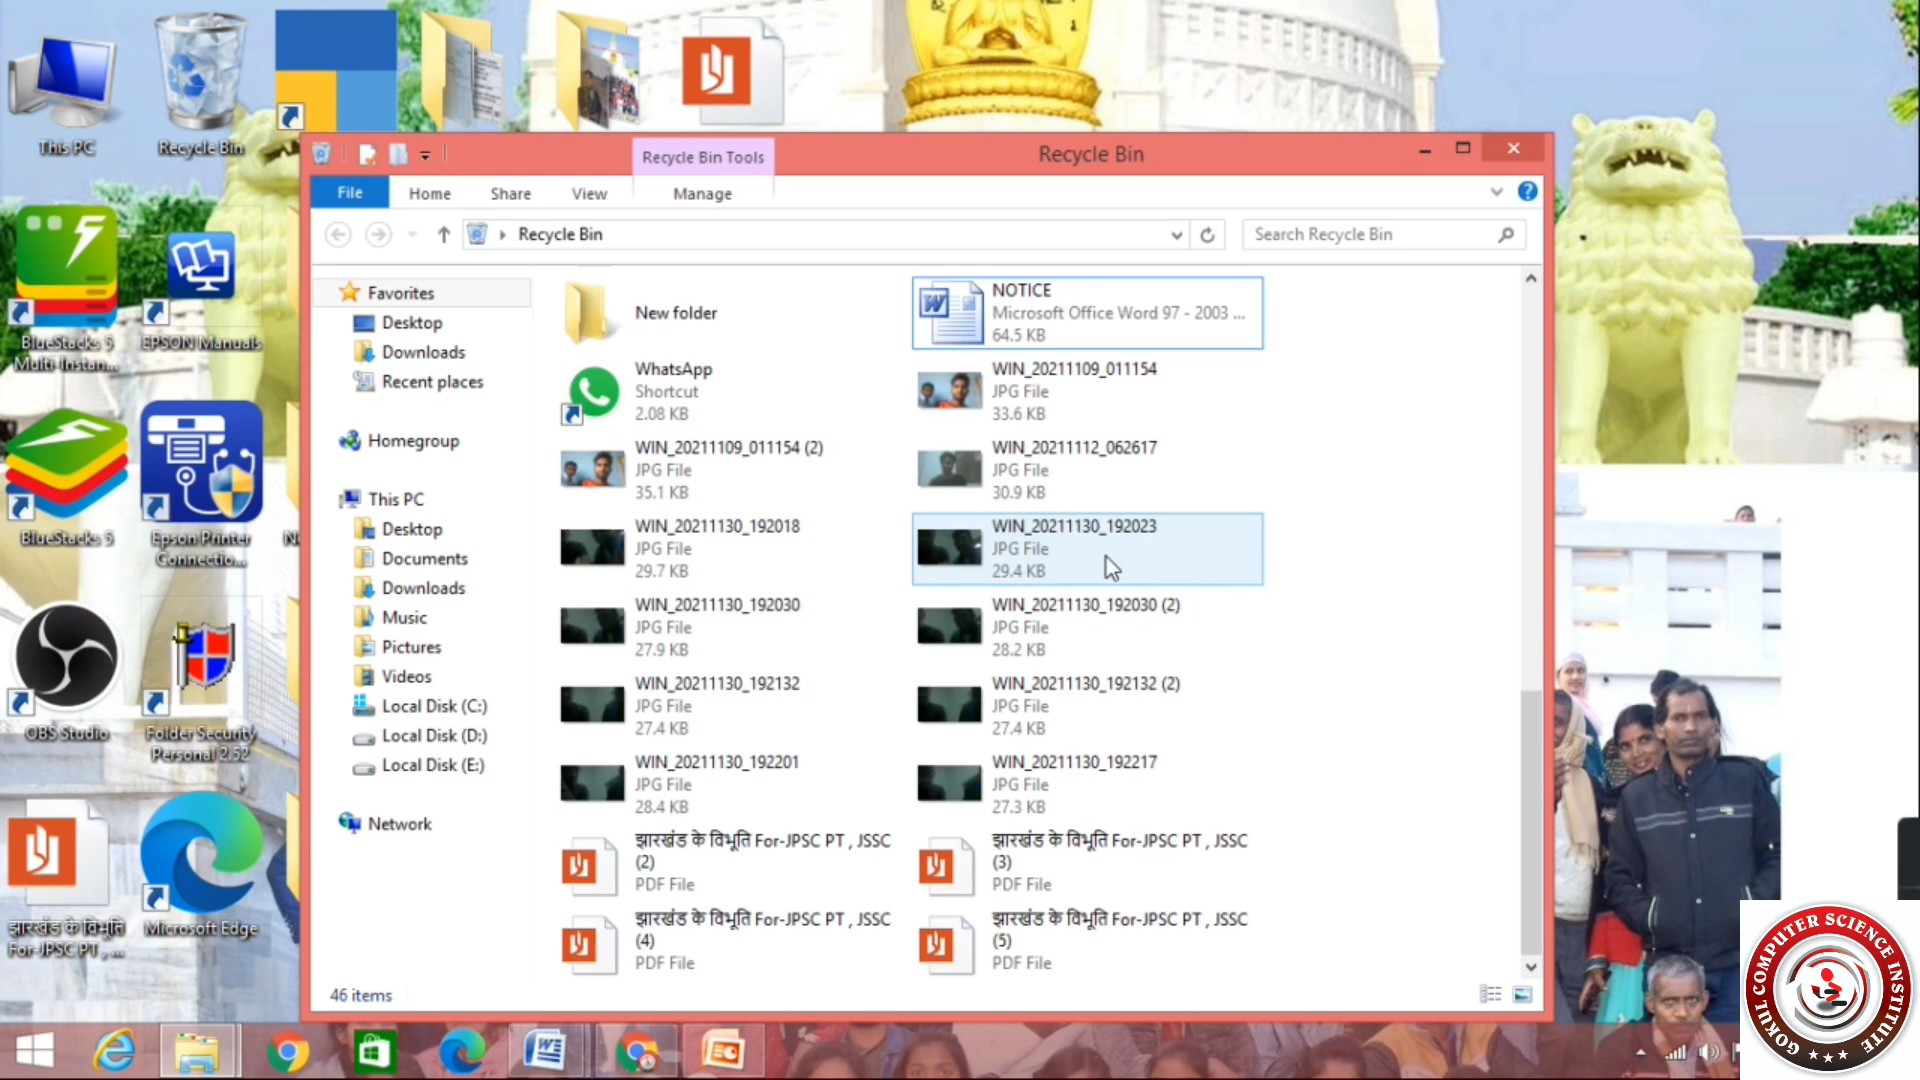 This PC
Recycle Bin
Recycle Bin Tools
Recycle Bin
File
Home
Share
View
Manage
Recycle Bin
Search Recycle Bin
Favorites
Desktop
Downloads
Recent places
Homegroup
This PC
Desktop
Documents
Downloads
Music
Pictures
Videos
Local Disk (C:)
Local Disk (D:)
Local Disk (E:)
Network
New folder
NOTICE
Microsoft Office Word 97 - 2003 ...
64.5 KB
WhatsApp
Shortcut
2.08 KB
WIN_20211109_011154
JPG File
33.6 KB
WIN_20211109_011154 (2)
JPG File
35.1 KB
WIN_20211112_062617
JPG File
30.9 KB
WIN_20211130_192018
JPG File
29.7 KB
WIN_20211130_192023
JPG File
29.4 KB
WIN_20211130_192030
JPG File
27.9 KB
WIN_20211130_192030 (2)
JPG File
28.2 KB
WIN_20211130_192132
JPG File
27.4 KB
WIN_20211130_192132 (2)
JPG File
27.4 KB
WIN_20211130_192201
JPG File
28.4 KB
WIN_20211130_192217
JPG File
27.3 KB
झारखंड के विभूति For-JPSC PT , JSSC
(2)
PDF File
झारखंड के विभूति For-JPSC PT , JSSC
(3)
PDF File
झारखंड के विभूति For-JPSC PT , JSSC
(4)
PDF File
झारखंड के विभूति For-JPSC PT , JSSC
(5)
PDF File
46 items
BlueStacks 5
Multi-Instan...
EPSON Manuals
BlueStacks 5
Epson Printer
Connectio...
OBS Studio
Folder Security
Personal 2.52
झारखंड के विभूति
For-JPSC PT , ...
Microsoft Edge
GOKUL COMPUTER SCIENCE INSTITUTE